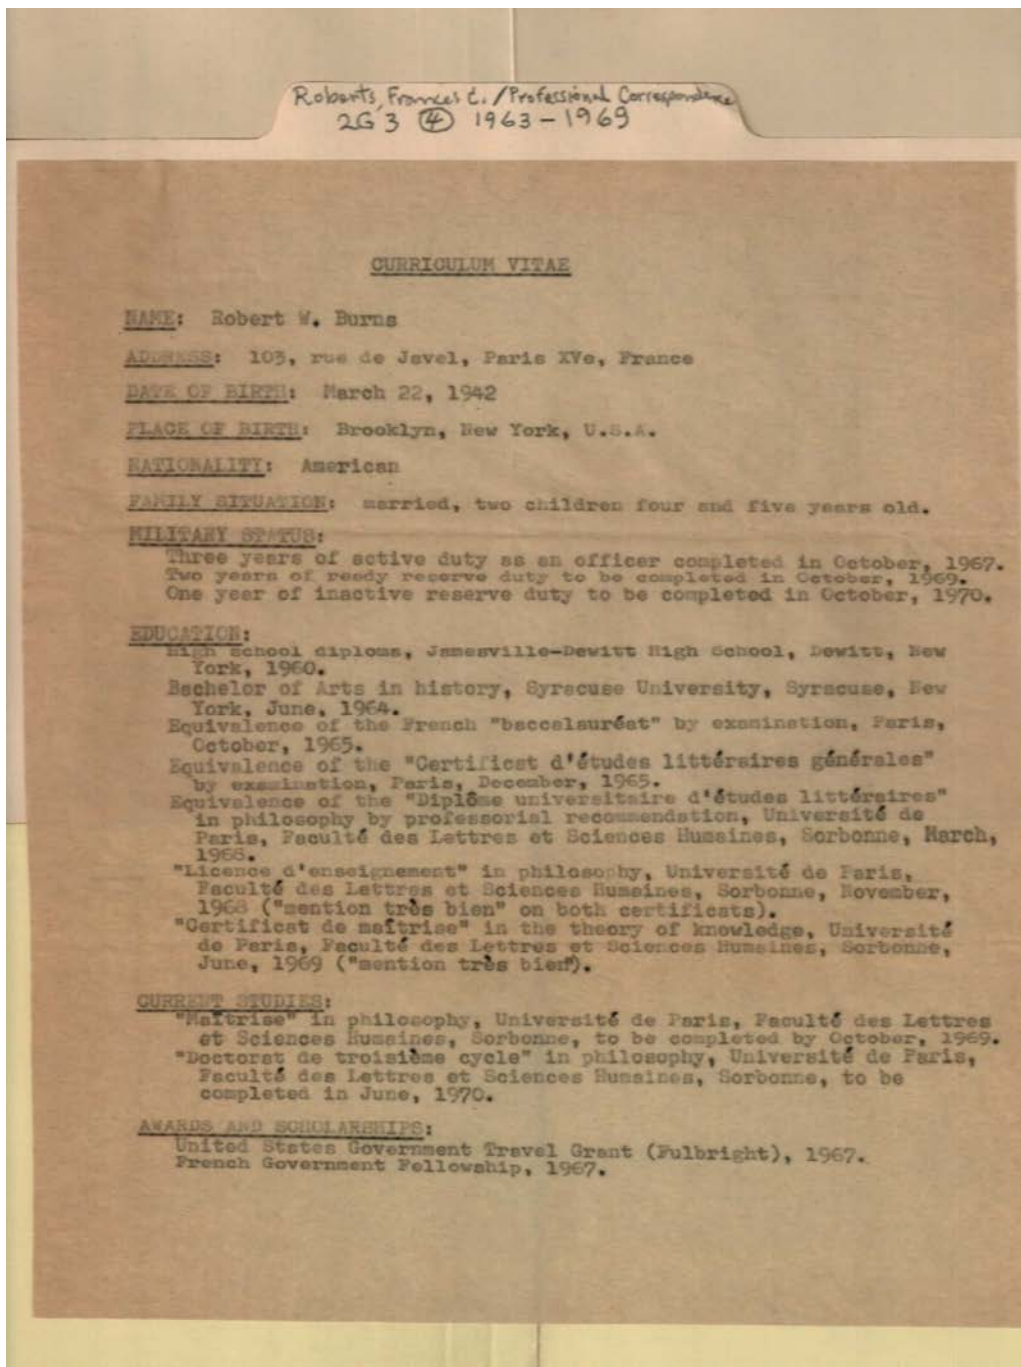 Roberts, Frances C. / Professional Correspondence
2G 3 ④ 1963-1969
CURRICULUM VITAE
NAME: Robert W. Burns
ADDRESS: 103, rue de Javel, Paris XVe, France
DATE OF BIRTH: March 22, 1942
PLACE OF BIRTH: Brooklyn, New York, U.S.A.
NATIONALITY: American
FAMILY SITUATION: married, two children four and five years old.
MILITARY STATUS:
Three years of active duty as an officer completed in October, 1967.
Two years of ready reserve duty to be completed in October, 1969.
One year of inactive reserve duty to be completed in October, 1970.
EDUCATION:
High school diploma, Jamesville-Dewitt High School, Dewitt, New
York, 1960.
Bachelor of Arts in history, Syracuse University, Syracuse, New
York, June, 1964.
Equivalence of the French "baccalauréat" by examination, Paris,
October, 1965.
Equivalence of the "Certificat d'études littéraires générales"
by examination, Paris, December, 1965.
Equivalence of the "Diplôme universitaire d'études littéraires"
in philosophy by professorial recommendation, Université de
Paris, Faculté des Lettres et Sciences Humaines, Sorbonne, March,
1968.
"Licence d'enseignement" in philosophy, Université de Paris,
Faculté des Lettres et Sciences Humaines, Sorbonne, November,
1968 ("mention très bien" on both certificats).
"Certificat de maîtrise" in the theory of knowledge, Université
de Paris, Faculté des Lettres et Sciences Humaines, Sorbonne,
June, 1969 ("mention très bien").
CURRENT STUDIES:
"Maîtrise" in philosophy, Université de Paris, Faculté des Lettres
et Sciences Humaines, Sorbonne, to be completed by October, 1969.
"Doctorat de troisième cycle" in philosophy, Université de Paris,
Faculté des Lettres et Sciences Humaines, Sorbonne, to be
completed in June, 1970.
AWARDS AND SCHOLARSHIPS:
United States Government Travel Grant (Fulbright), 1967.
French Government Fellowship, 1967.